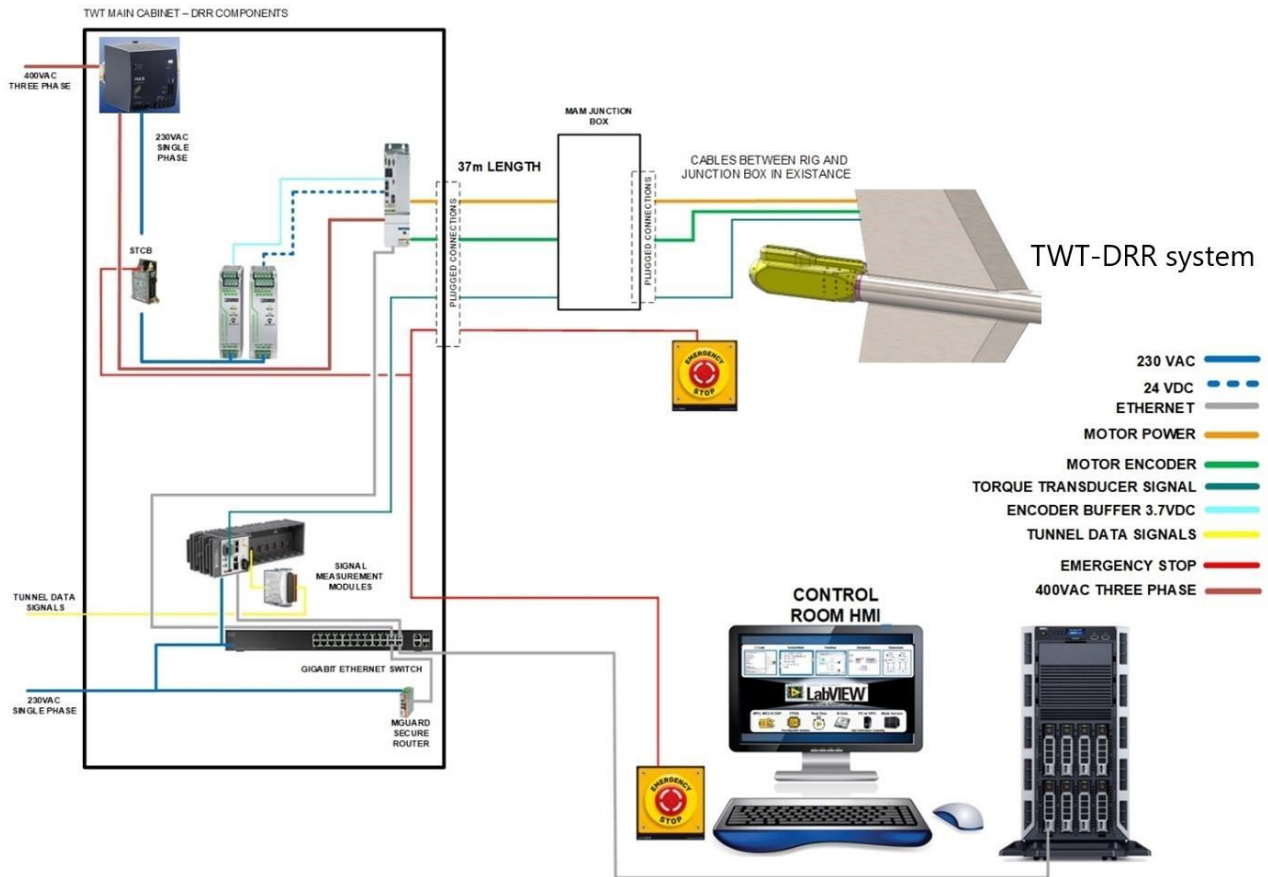 TWT MAIN CABINET – DRR COMPONENTS
400VAC
THREE PHASE
230VAC
SINGLE
PHASE
STCB
37m LENGTH
PLUGGED CONNECTIONS
MAM JUNCTION
BOX
PLUGGED CONNECTIONS
CABLES BETWEEN RIG AND
JUNCTION BOX IN EXISTANCE
TWT-DRR system
EMERGENCY
STOP
230 VAC
24 VDC
ETHERNET
MOTOR POWER
MOTOR ENCODER
TORQUE TRANSDUCER SIGNAL
ENCODER BUFFER 3.7VDC
TUNNEL DATA SIGNALS
EMERGENCY STOP
400VAC THREE PHASE
SIGNAL
MEASUREMENT
MODULES
TUNNEL DATA
SIGNALS
GIGABIT ETHERNET SWITCH
230VAC
SINGLE PHASE
MGUARD
SECURE
ROUTER
CONTROL
ROOM HMI
LabVIEW
EMERGENCY
STOP